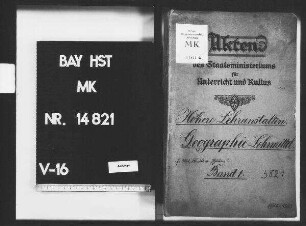 BAY HST
MK
NR. 14 821
V-16
MK
Akten
des Staatsministeriums
für
Unterricht und Kultus
Höhere Lehranstalten
Geographie-Lehrmittel
Band 1.